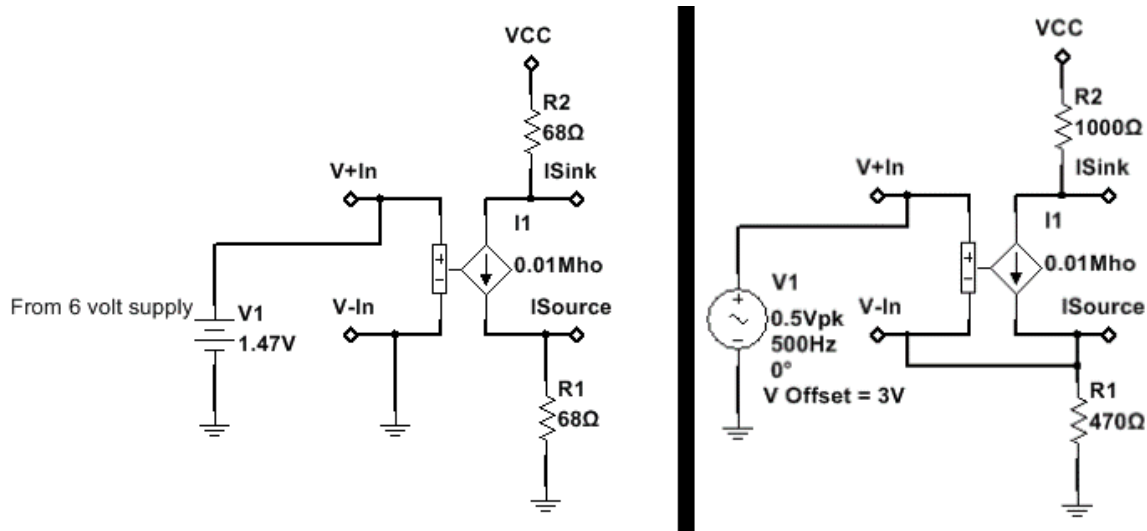 VCC
R2
68Ω
V+In
ISink
I1
0.01Mho
From 6 volt supply
V1
1.47V
V-In
ISource
R1
68Ω
VCC
R2
1000Ω
V+In
ISink
I1
0.01Mho
V1
0.5Vpk
500Hz
0°
V Offset = 3V
V-In
ISource
R1
470Ω